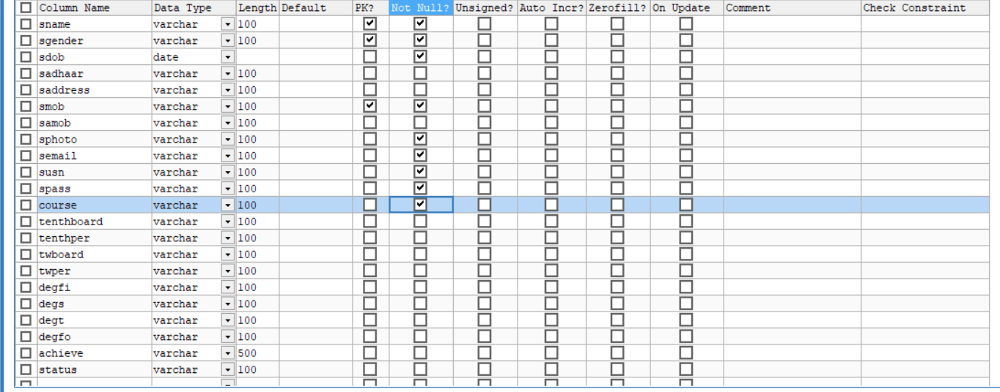 Column Name Data Type Length Default PK? Not Null? Unsigned? Auto Incr? Zerofill? On Update Comment Check Constraint
sname varchar 100
sgender varchar 100
sdob date
sadhaar varchar 100
saddress varchar 100
smob varchar 100
samob varchar 100
sphoto varchar 100
semail varchar 100
susn varchar 100
spass varchar 100
course varchar 100
tenthboard varchar 100
tenthper varchar 100
twboard varchar 100
twper varchar 100
degfi varchar 100
degs varchar 100
degt varchar 100
degfo varchar 100
achieve varchar 500
status varchar 100